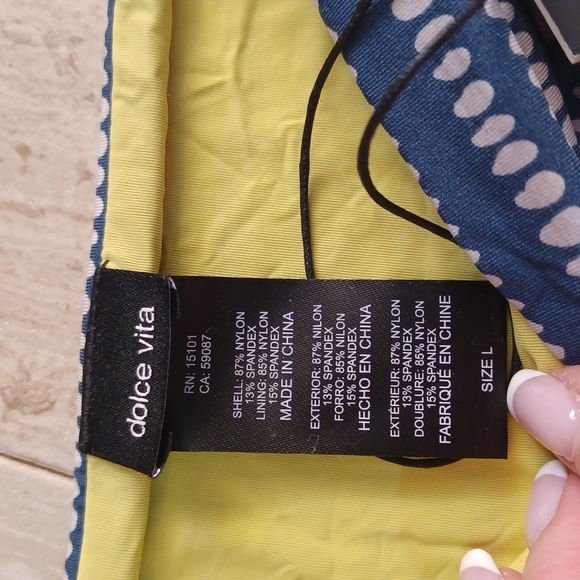 dolce vita
RN: 15101
CA: 59087
SHELL: 87% NYLON
13% SPANDEX
LINING: 85% NYLON
15% SPANDEX
MADE IN CHINA
EXTERIOR: 87% NILON
13% SPANDEX
FORRO: 85% NILON
15% SPANDEX
HECHO EN CHINA
EXTÉRIEUR: 87% NYLON
13% SPANDEX
DOUBLURE: 85% NYLON
15% SPANDEX
FABRIQUÉ EN CHINE
SIZE L